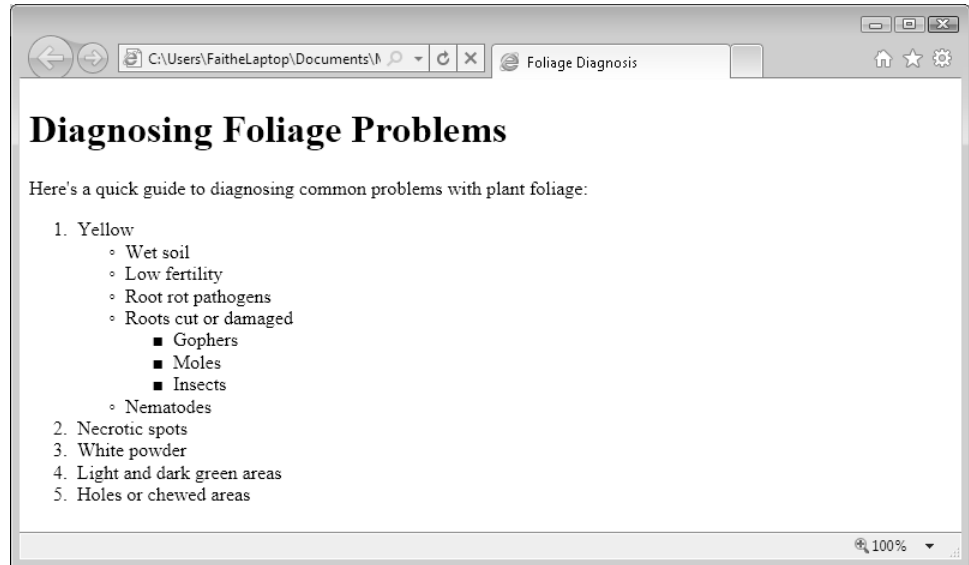 C:\Users\FaitheLaptop\Documents\
Foliage Diagnosis
Diagnosing Foliage Problems
Here's a quick guide to diagnosing common problems with plant foliage:
1. Yellow
◦ Wet soil
◦ Low fertility
◦ Root rot pathogens
◦ Roots cut or damaged
■ Gophers
■ Moles
■ Insects
◦ Nematodes
2. Necrotic spots
3. White powder
4. Light and dark green areas
5. Holes or chewed areas
100%